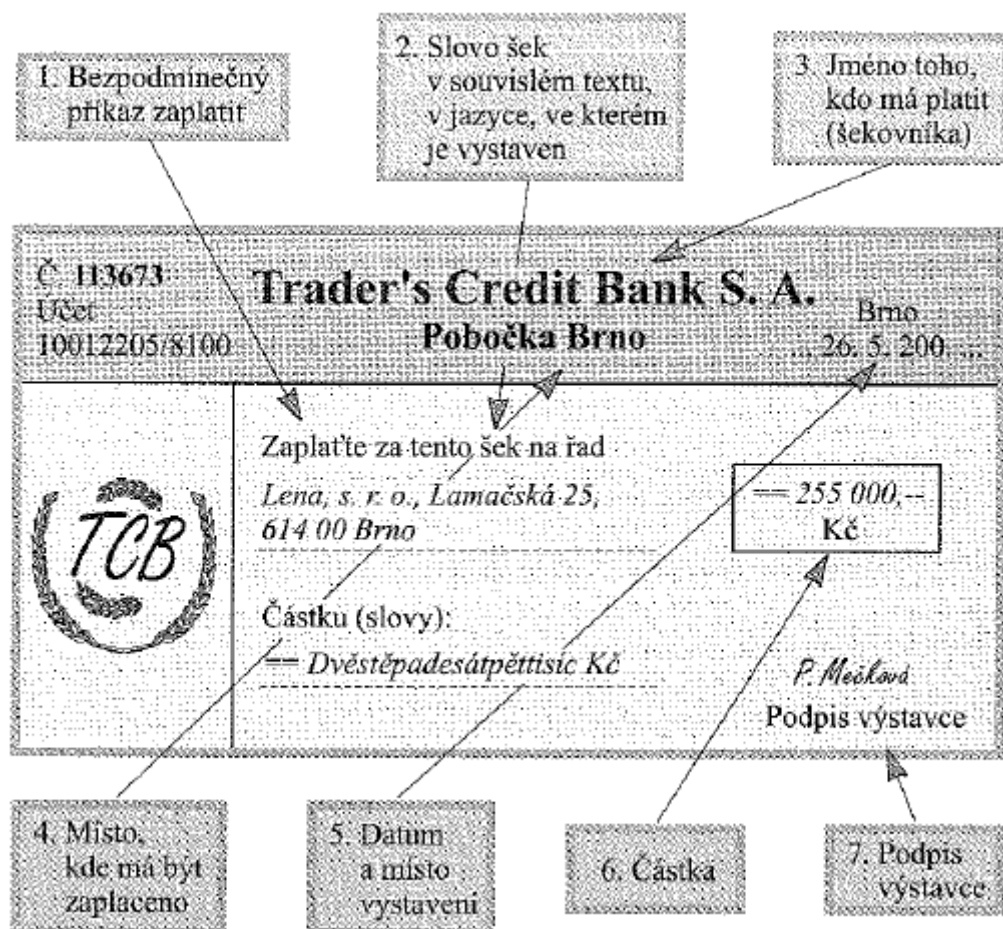 1. Bezpodmínečný
příkaz zaplatit
2. Slovo šek
v souvislém textu,
v jazyce, ve kterém
je vystaven
3. Jméno toho,
kdo má platit
(šekovníka)
Č. 113673
Účet
10012205/8100
Trader's Credit Bank S. A.
Pobočka Brno
Brno
... 26. 5. 200 ...
TCB
Zaplaťte za tento šek na řad
Lena, s. r. o., Lamačská 25,
614 00 Brno
== 255 000,--
Kč
Částku (slovy):
== Dvěstěpadesátpěttisíc Kč
P. Mečková
Podpis výstavce
4. Místo,
kde má být
zaplaceno
5. Datum
a místo
vystavení
6. Částka
7. Podpis
výstavce